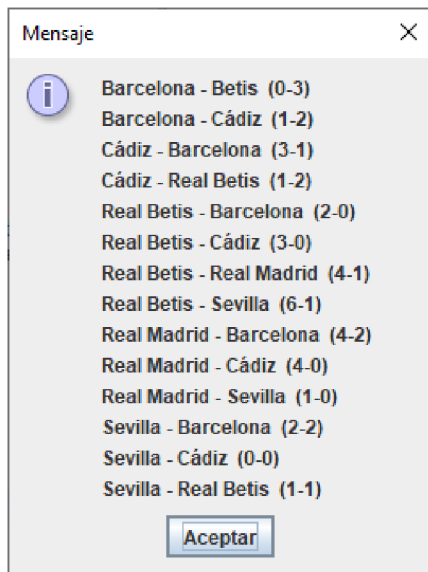 Mensaje
Barcelona - Betis (0-3)
Barcelona - Cádiz (1-2)
Cádiz - Barcelona (3-1)
Cádiz - Real Betis (1-2)
Real Betis - Barcelona (2-0)
Real Betis - Cádiz (3-0)
Real Betis - Real Madrid (4-1)
Real Betis - Sevilla (6-1)
Real Madrid - Barcelona (4-2)
Real Madrid - Cádiz (4-0)
Real Madrid - Sevilla (1-0)
Sevilla - Barcelona (2-2)
Sevilla - Cádiz (0-0)
Sevilla - Real Betis (1-1)
Aceptar